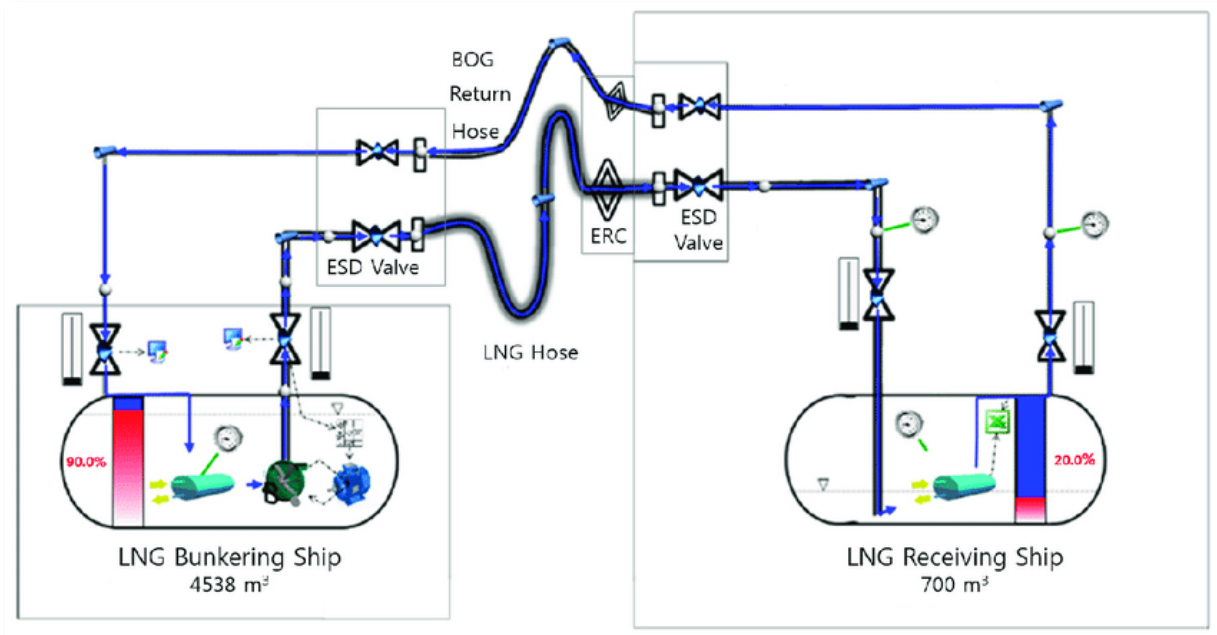 BOG
Return
Hose
ESD Valve
ERC
ESD
Valve
LNG Hose
90.0%
20.0%
LNG Bunkering Ship
4538 m³
LNG Receiving Ship
700 m³